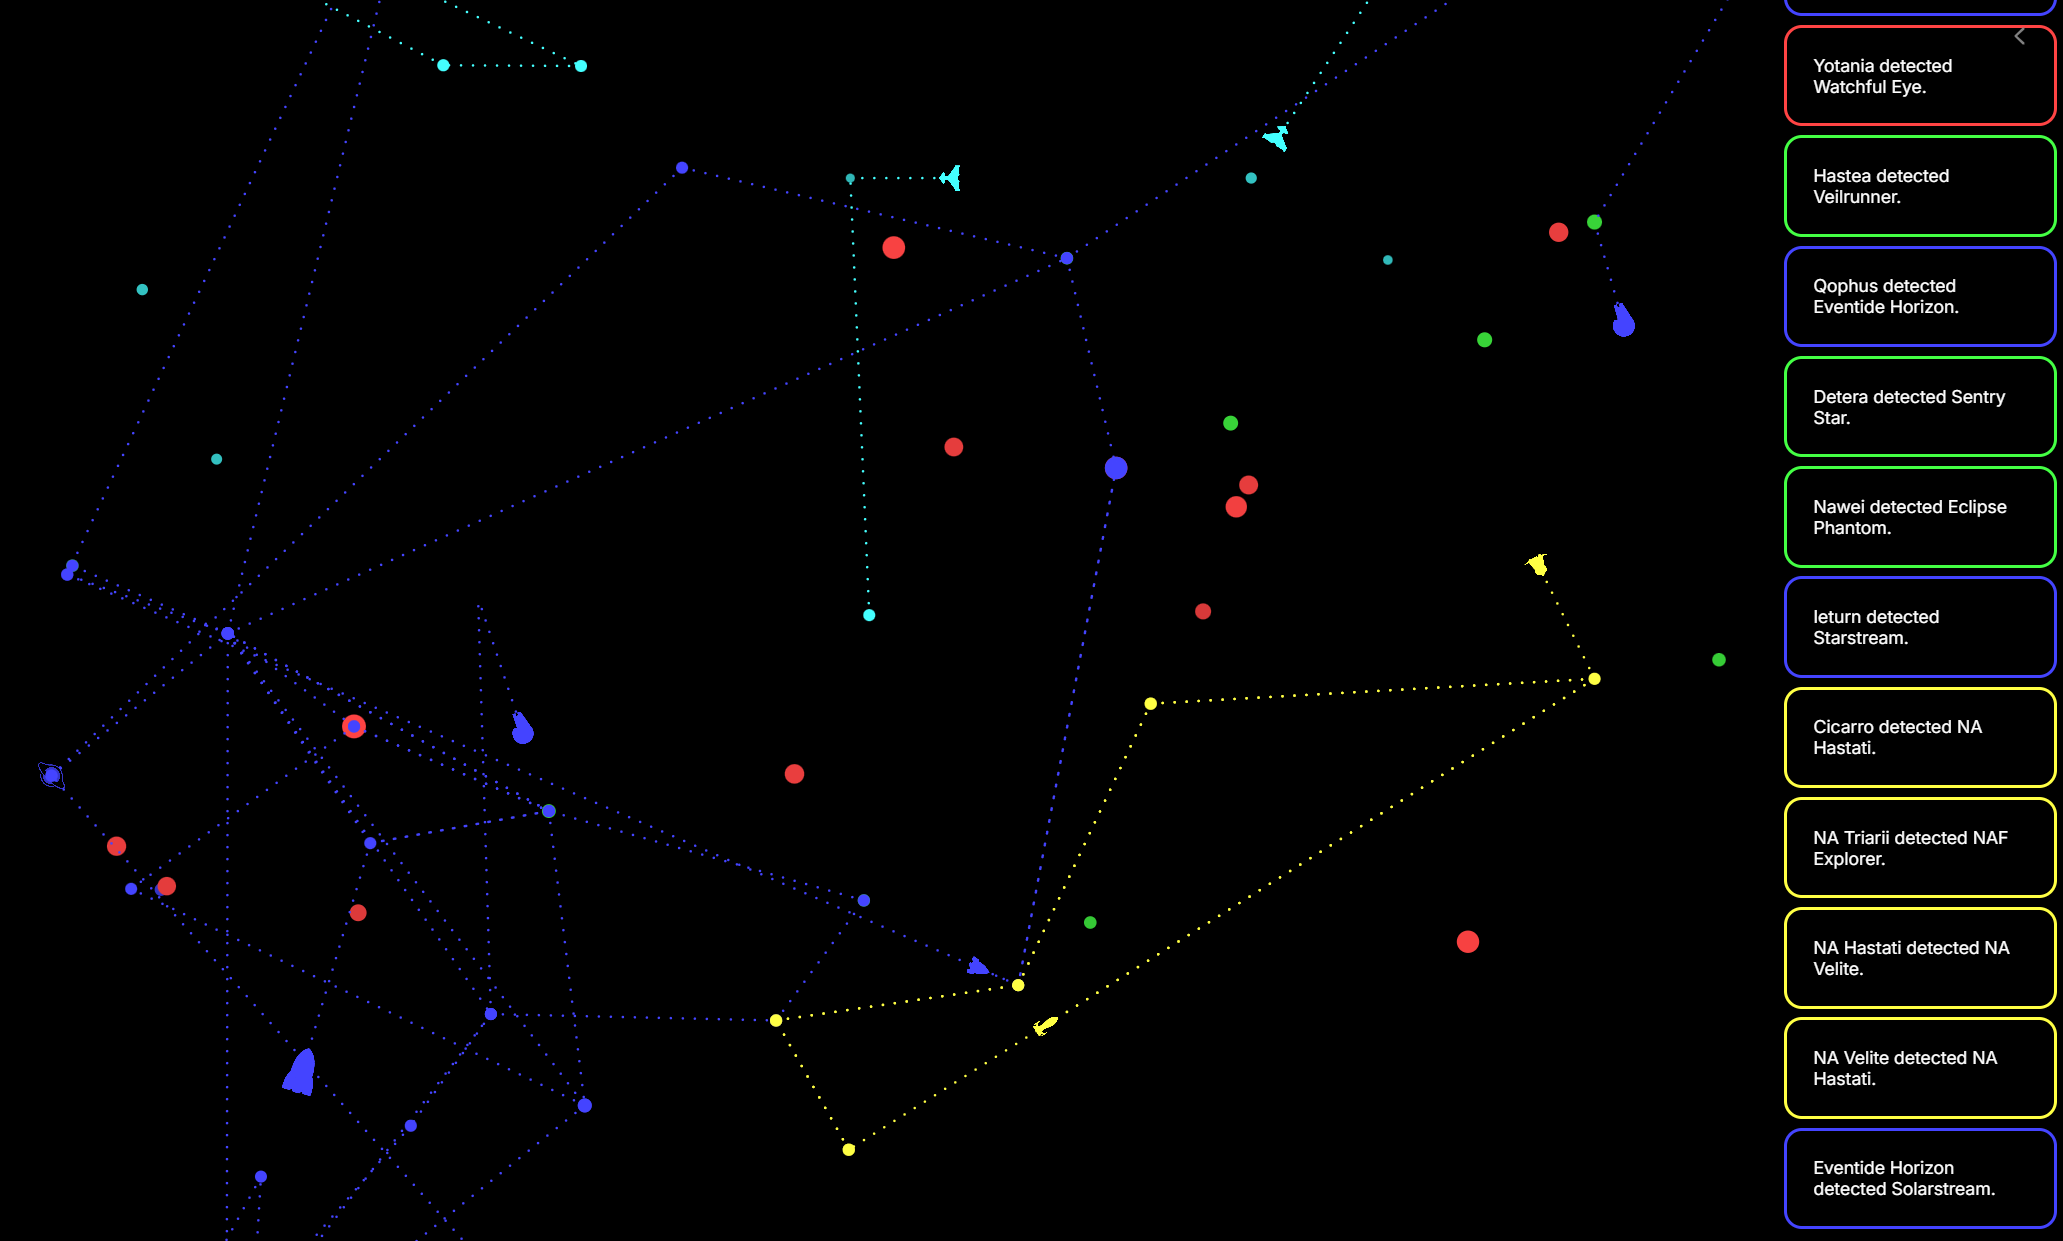 Yotania detected
Watchful Eye.
Hastea detected
Veilrunner.
Qophus detected
Eventide Horizon.
Detera detected Sentry
Star.
Nawei detected Eclipse
Phantom.
Ieturn detected
Starstream.
Cicarro detected NA
Hastati.
NA Triarii detected NAF
Explorer.
NA Hastati detected NA
Velite.
NA Velite detected NA
Hastati.
Eventide Horizon
detected Solarstream.